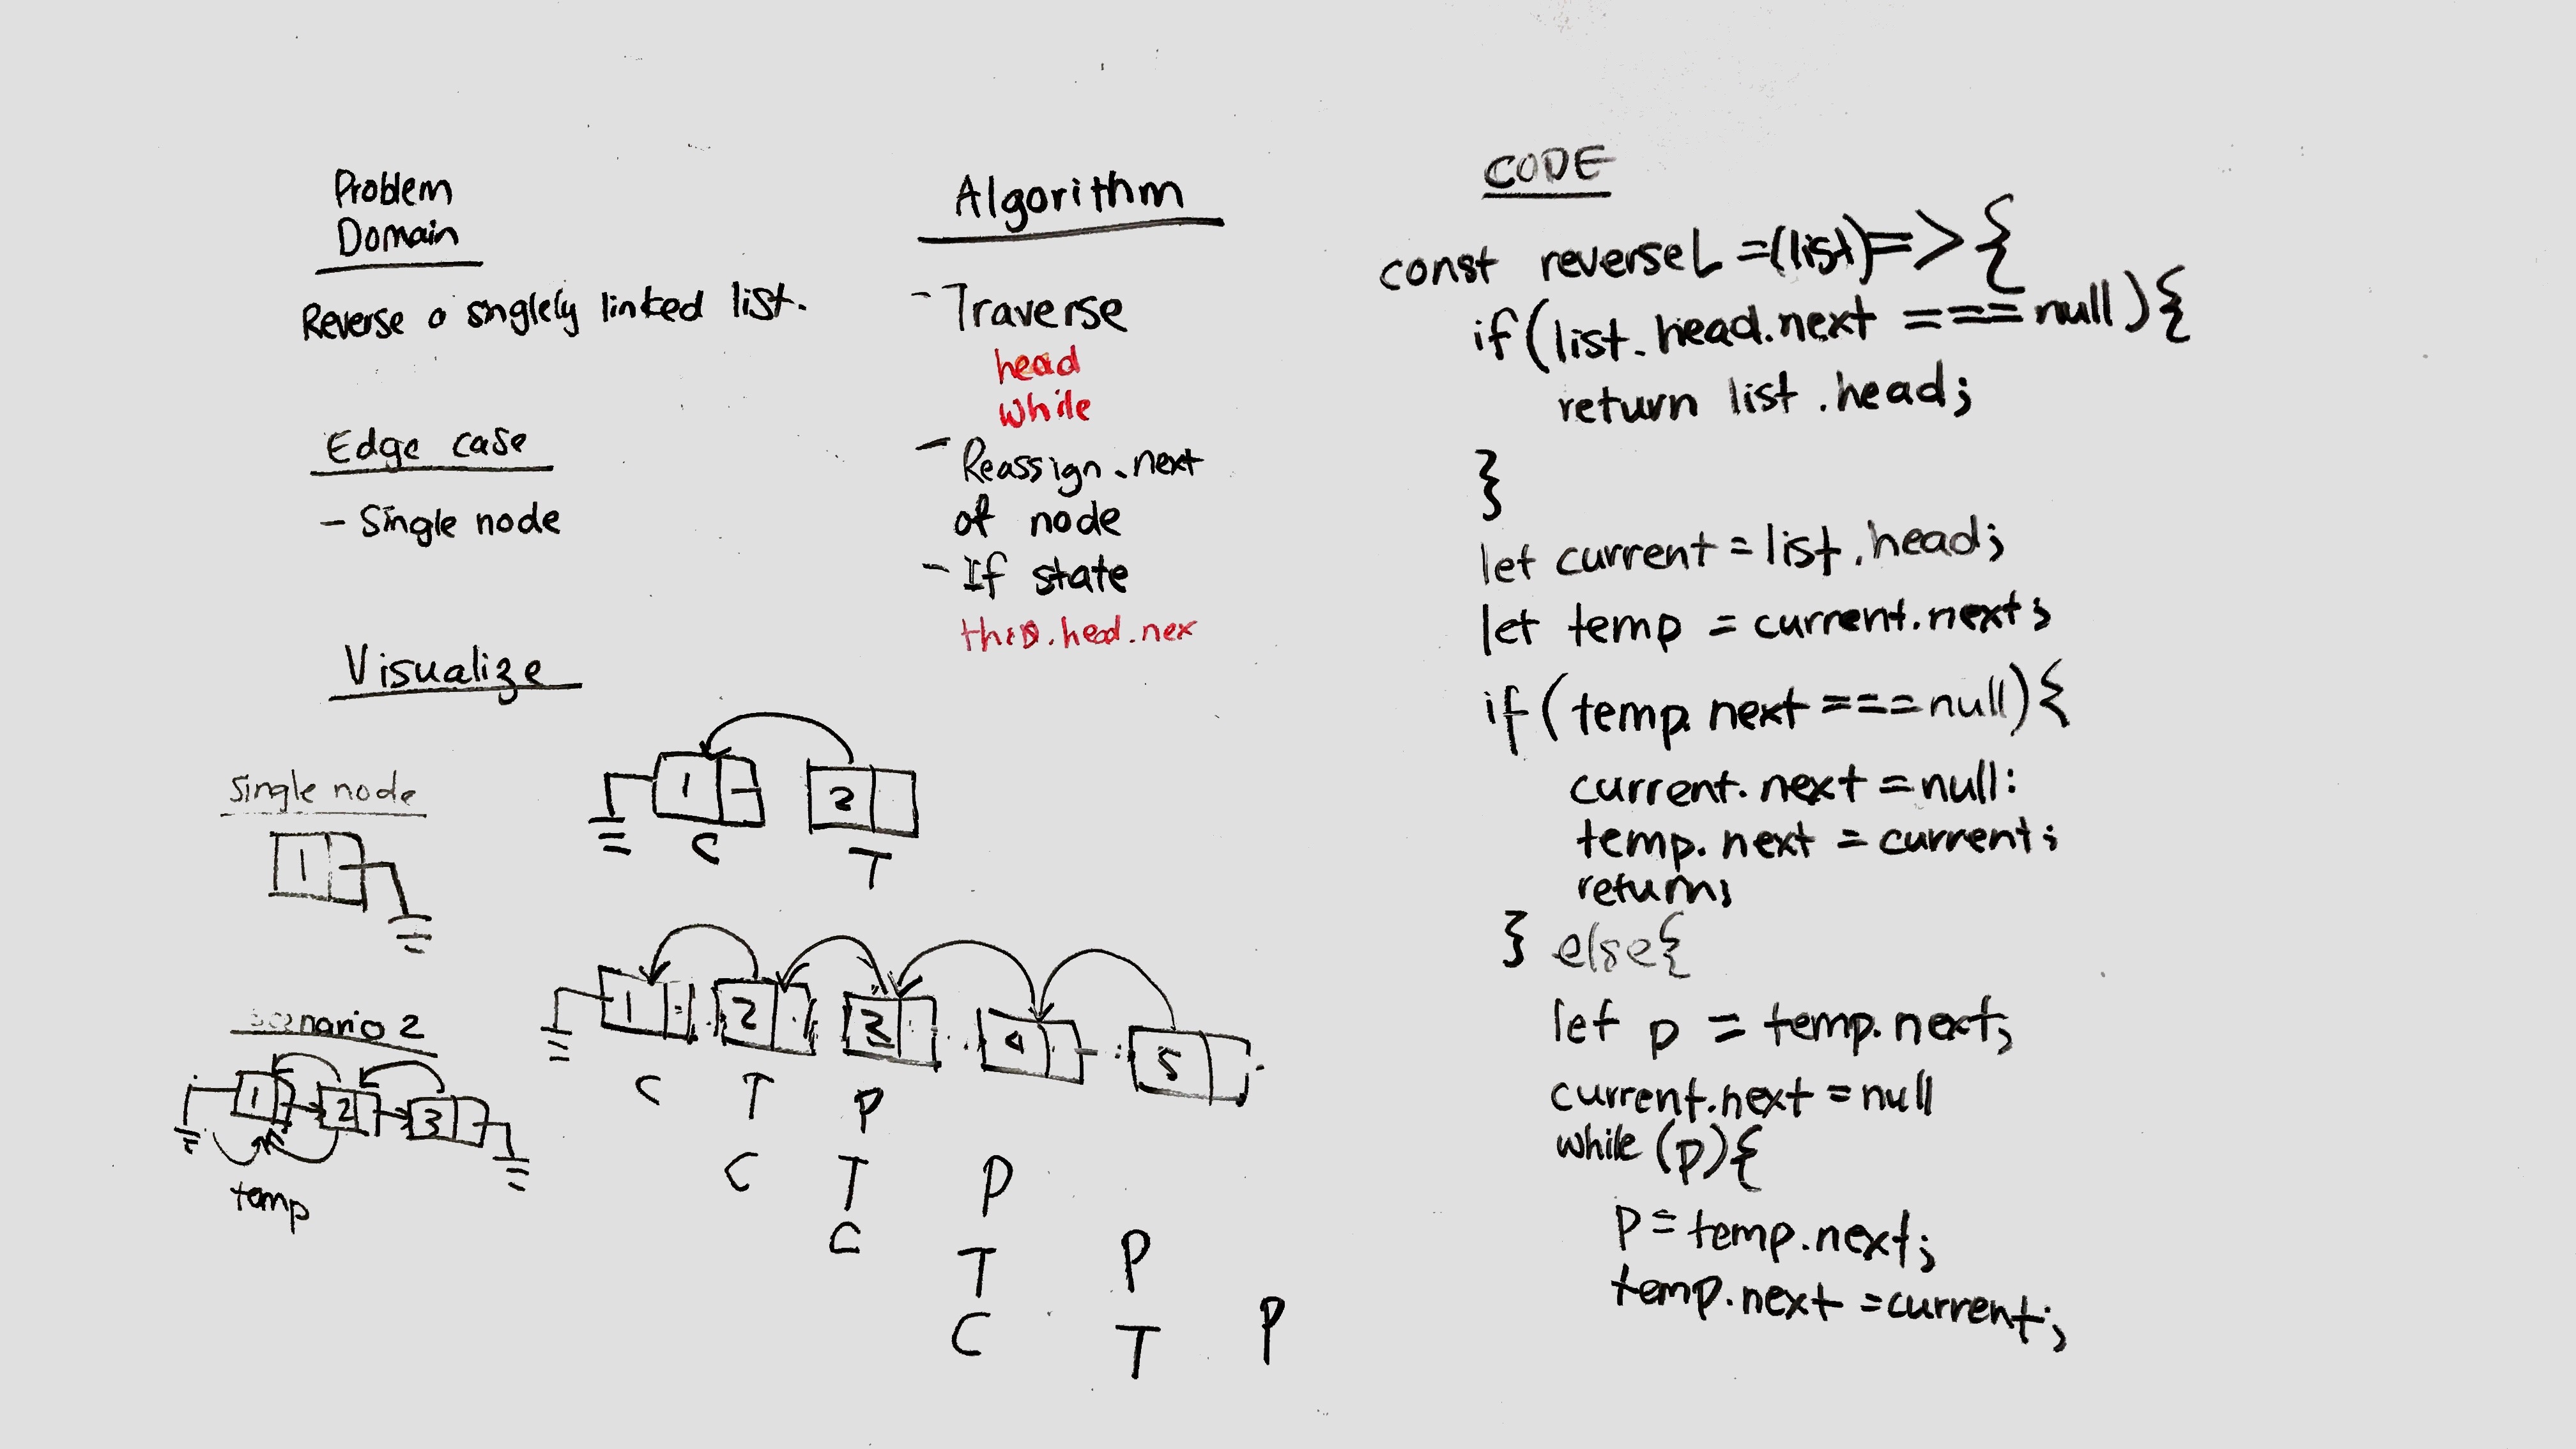 Problem
Domain
Reverse a singlely linked list.
Edge case
- Single node
Visualize
Single node
1
1 2
C T
1 2 3 4 5
C T P
C T P
C T P
C T P
Scenario 2
1 2 3
temp
Algorithm
- Traverse
head
while
- Reassign .next
of node
- If state
this.head.nex
CODE
const reverseL =(list)=>{
if(list.head.next === null){
return list.head;
}
let current = list.head;
let temp = current.next;
if(temp.next === null){
current.next = null:
temp.next = current;
return;
} else{
let p = temp.next;
current.next = null
while (p){
p = temp.next;
temp.next = current;